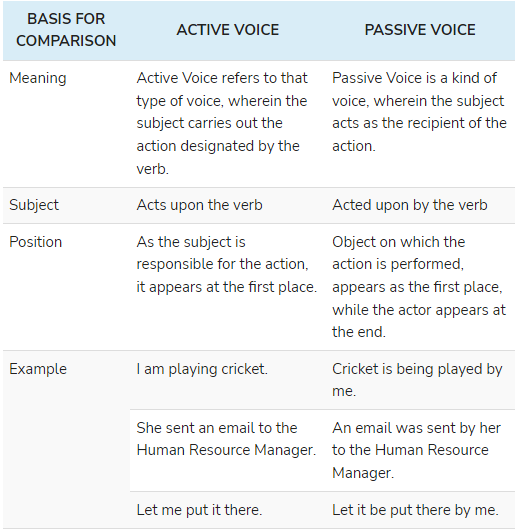 BASIS FOR
COMPARISON
ACTIVE VOICE
PASSIVE VOICE
Meaning
Active Voice refers to that
type of voice, wherein the
subject carries out the
action designated by the
verb.
Passive Voice is a kind of
voice, wherein the subject
acts as the recipient of the
action.
Subject
Acts upon the verb
Acted upon by the verb
Position
As the subject is
responsible for the action,
it appears at the first place.
Object on which the
action is performed,
appears as the first place,
while the actor appears at
the end.
Example
I am playing cricket.
Cricket is being played by
me.
She sent an email to the
Human Resource Manager.
An email was sent by her
to the Human Resource
Manager.
Let me put it there.
Let it be put there by me.